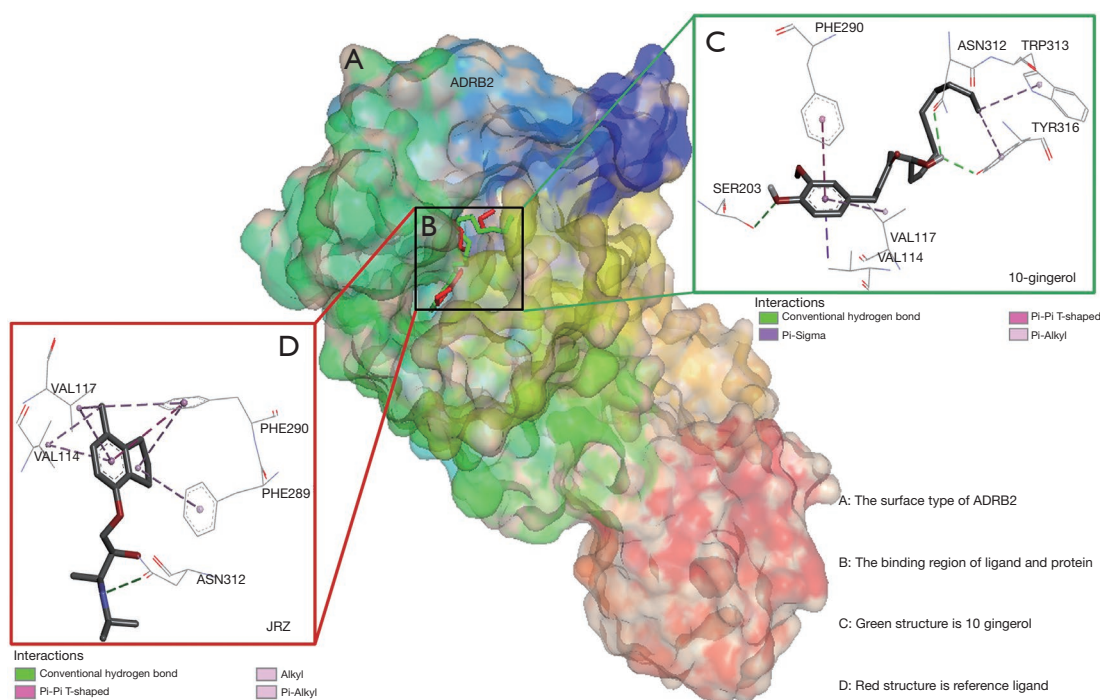 A
ADRB2
B
C
PHE290
ASN312 TRP313
TYR316
SER203
VAL117
VAL114
10-gingerol
Interactions
Conventional hydrogen bond
Pi-Sigma
Pi-Pi T-shaped
Pi-Alkyl
D
VAL117
VAL114
PHE290
PHE289
ASN312
JRZ
Interactions
Conventional hydrogen bond
Pi-Pi T-shaped
Alkyl
Pi-Alkyl
A: The surface type of ADRB2
B: The binding region of ligand and protein
C: Green structure is 10 gingerol
D: Red structure is reference ligand